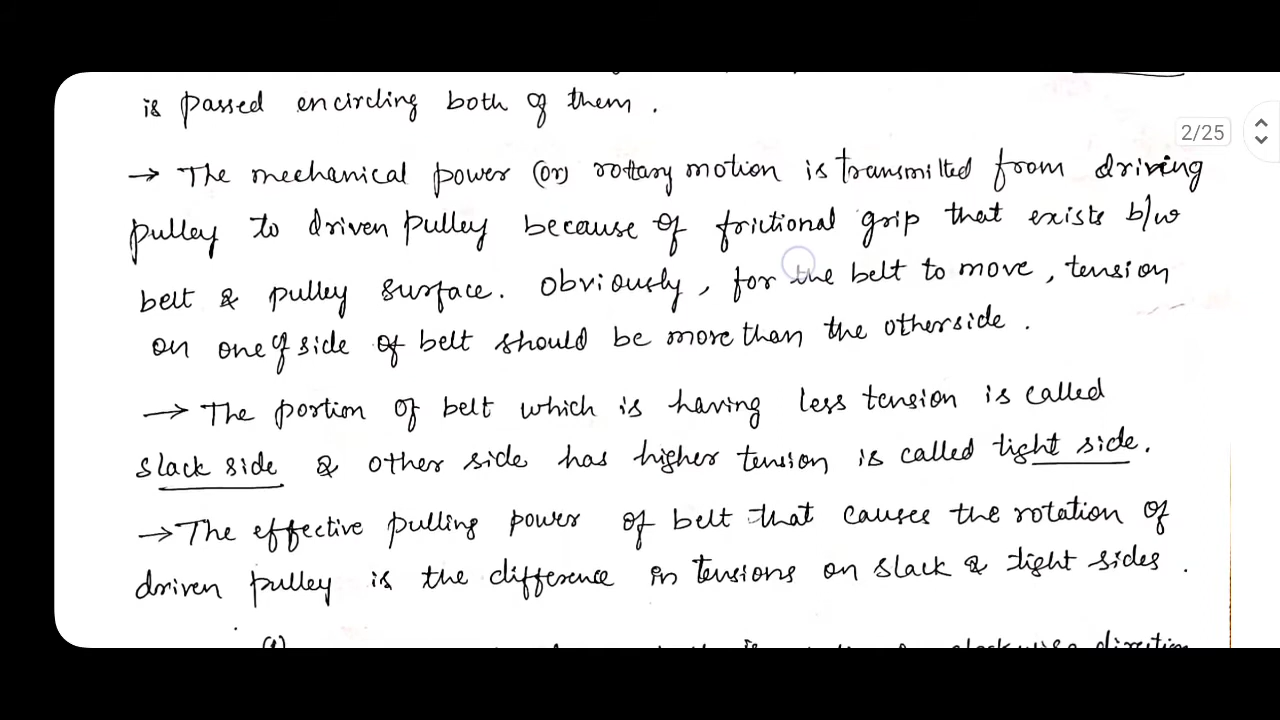 is passed encircling both of them .
2/25
→ The mechanical power (or) rottary motion is transmitted from driving
pulley to driven pulley because of frictional grip that exists b/w
belt & pulley surface. Obviously, for the belt to move, tension
on one of side of belt should be more than the otherside .
→ The portion of belt which is having less tension is called
slack side & other side has higher tension is called tight side.
→ The effective pulling power of belt that causes the rotation of
driven pulley is the difference in tensions on slack & tight sides .
is clockwise direction